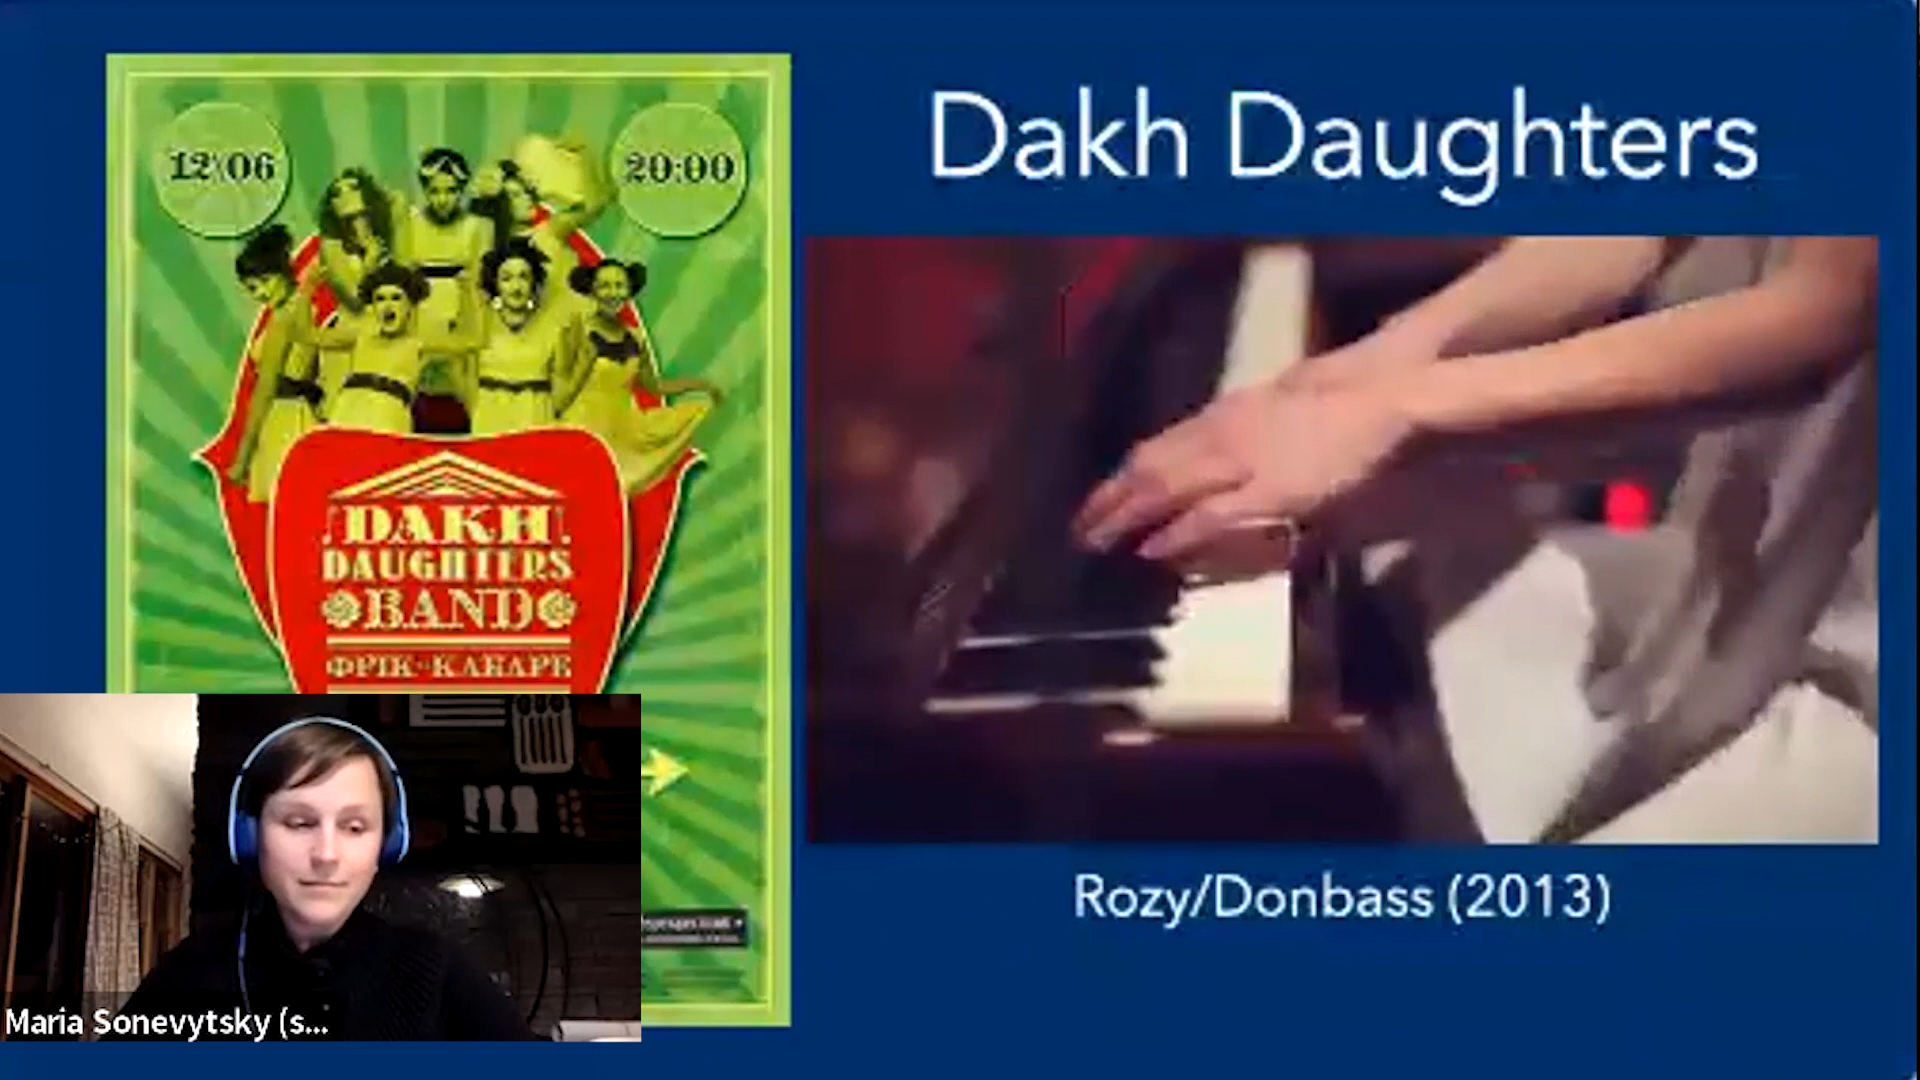 12\06
20:00
DAKH
DAUGHTERS
BAND
ФРІК-КАБАРЕ
Dakh Daughters
Rozy/Donbass (2013)
Maria Sonevytsky (s...